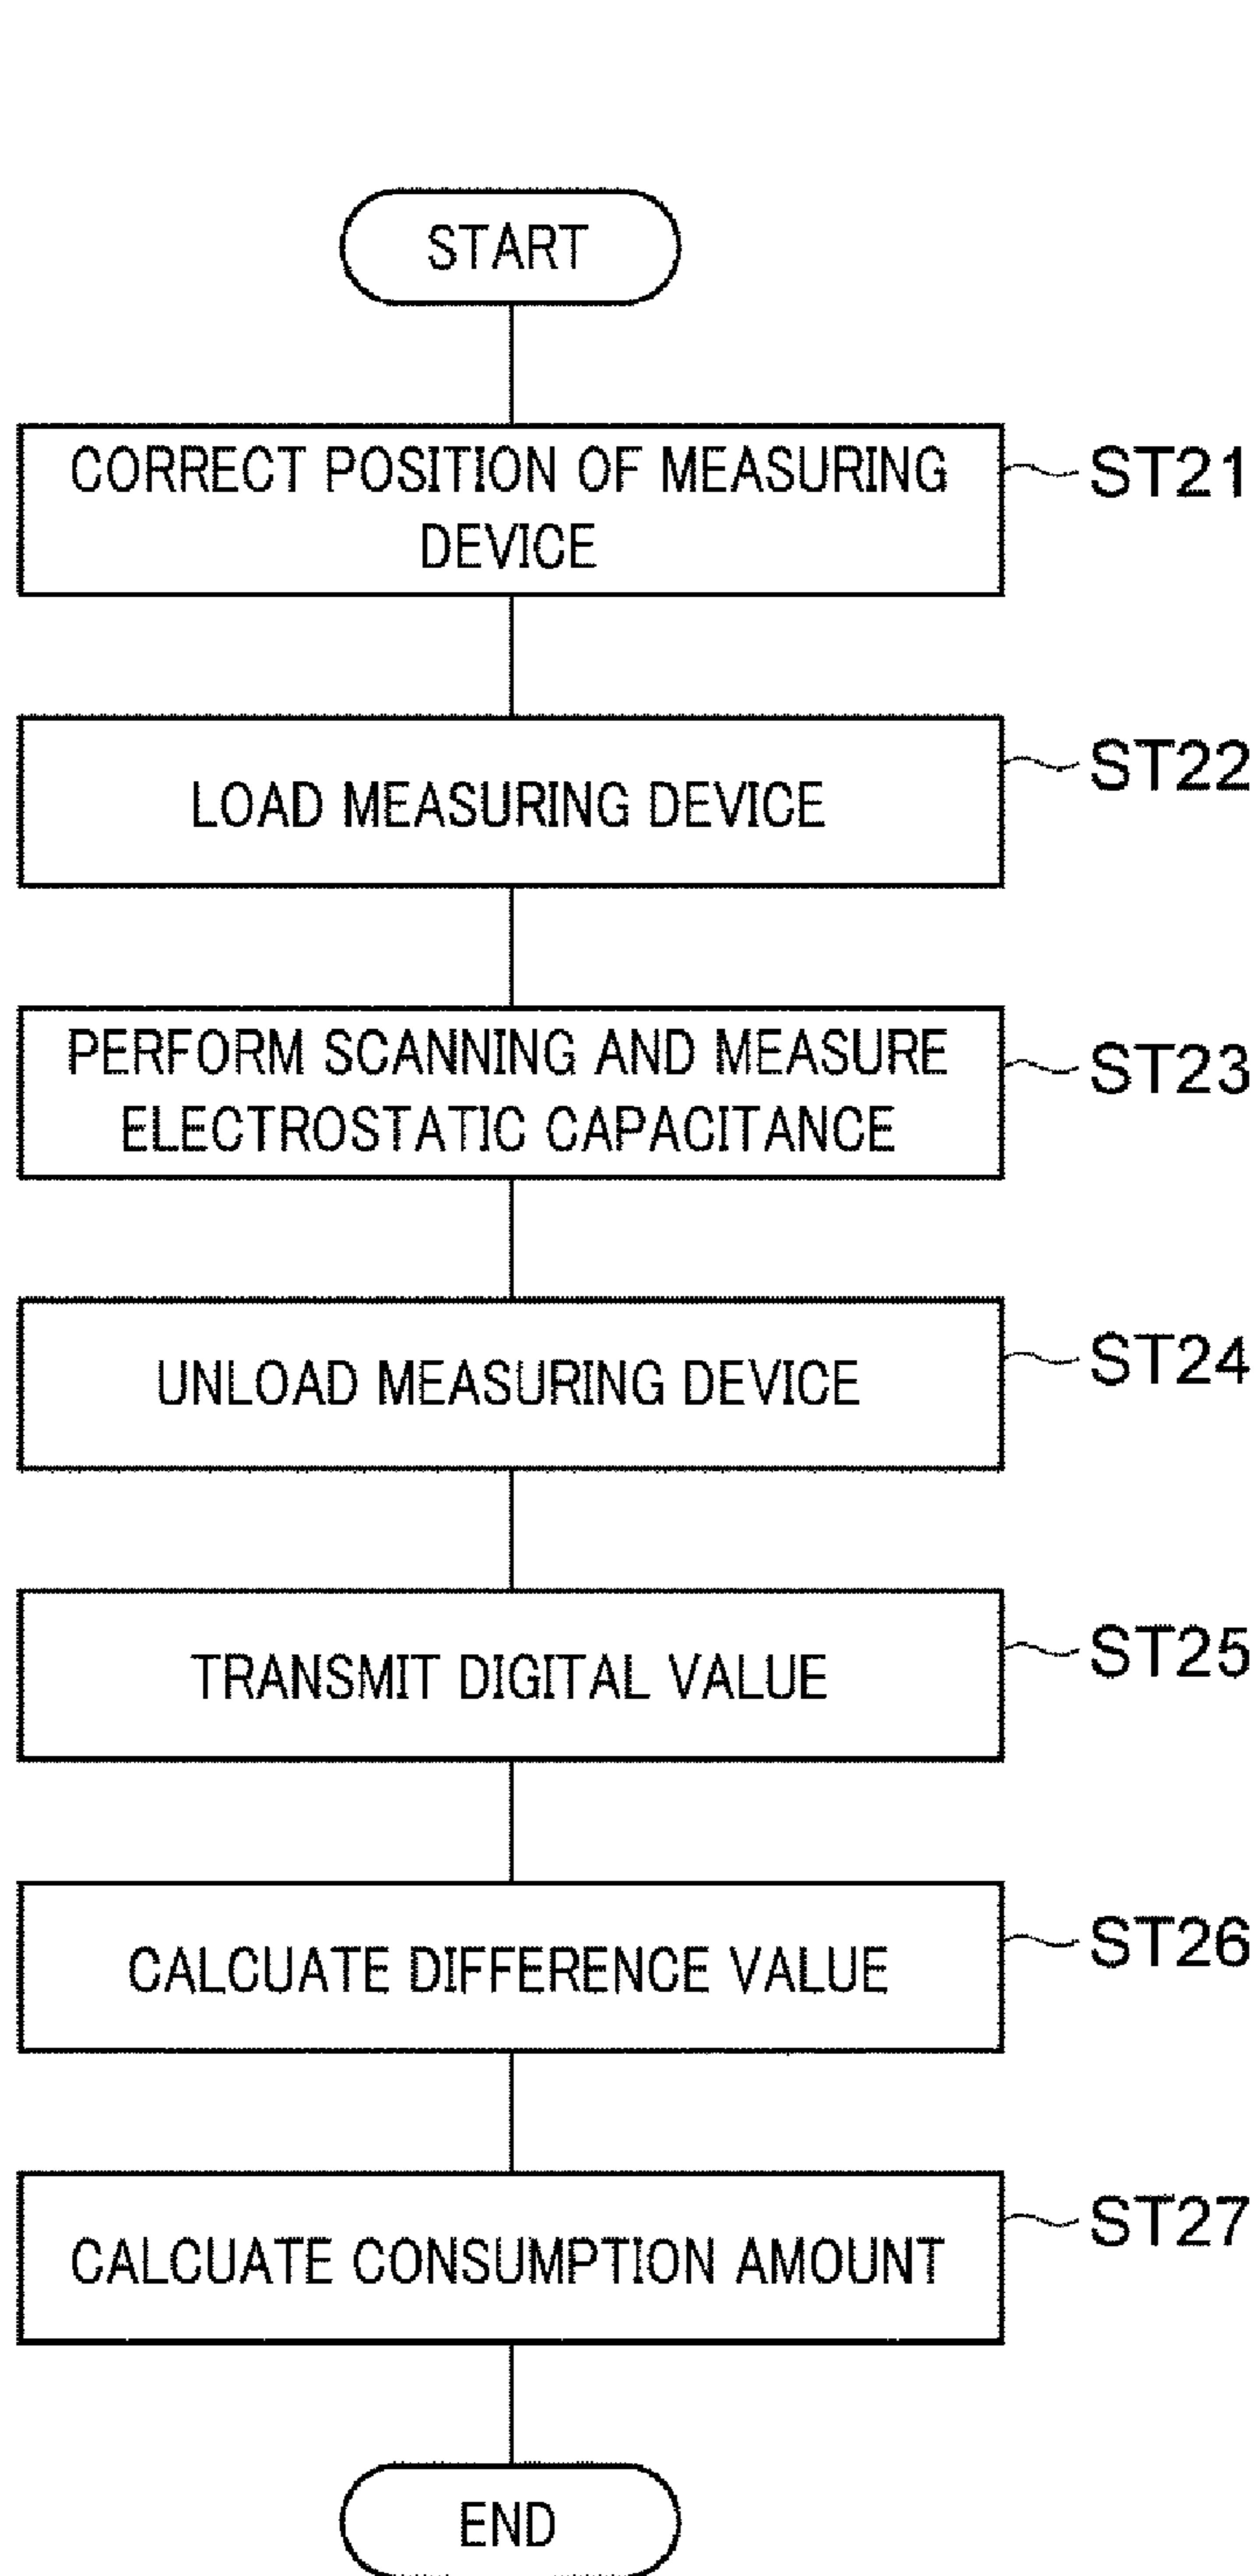 START
CORRECT POSITION OF MEASURING
DEVICE
ST21
LOAD MEASURING DEVICE
ST22
PERFORM SCANNING AND MEASURE
ELECTROSTATIC CAPACITANCE
ST23
UNLOAD MEASURING DEVICE
ST24
TRANSMIT DIGITAL VALUE
ST25
CALCUATE DIFFERENCE VALUE
ST26
CALCUATE CONSUMPTION AMOUNT
ST27
END